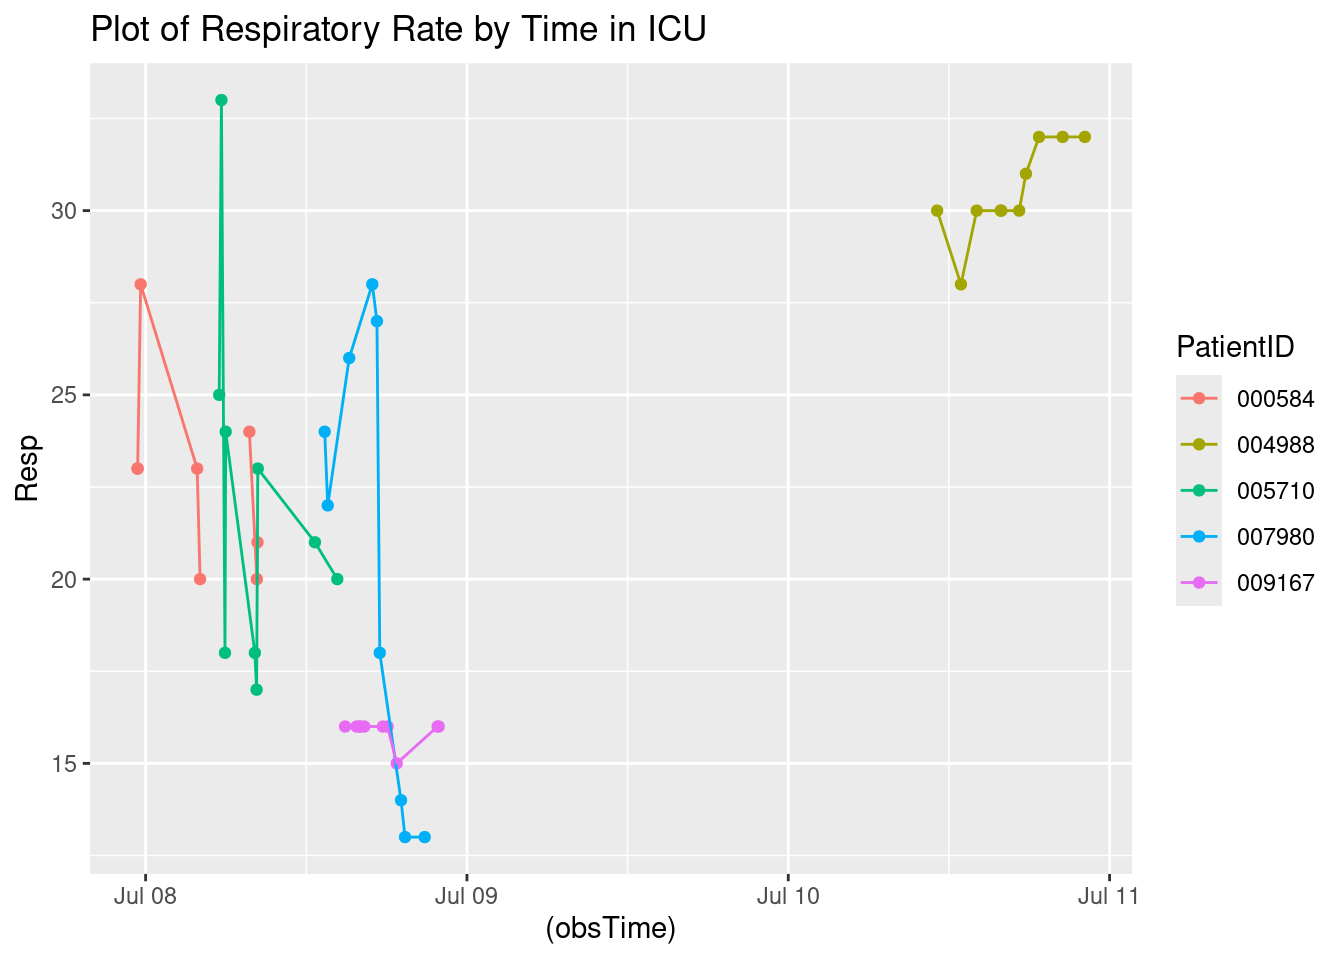 Plot of Respiratory Rate by Time in ICU
Resp
30
25
20
15
Jul 08
Jul 09
Jul 10
Jul 11
(obsTime)
PatientID
000584
004988
005710
007980
009167